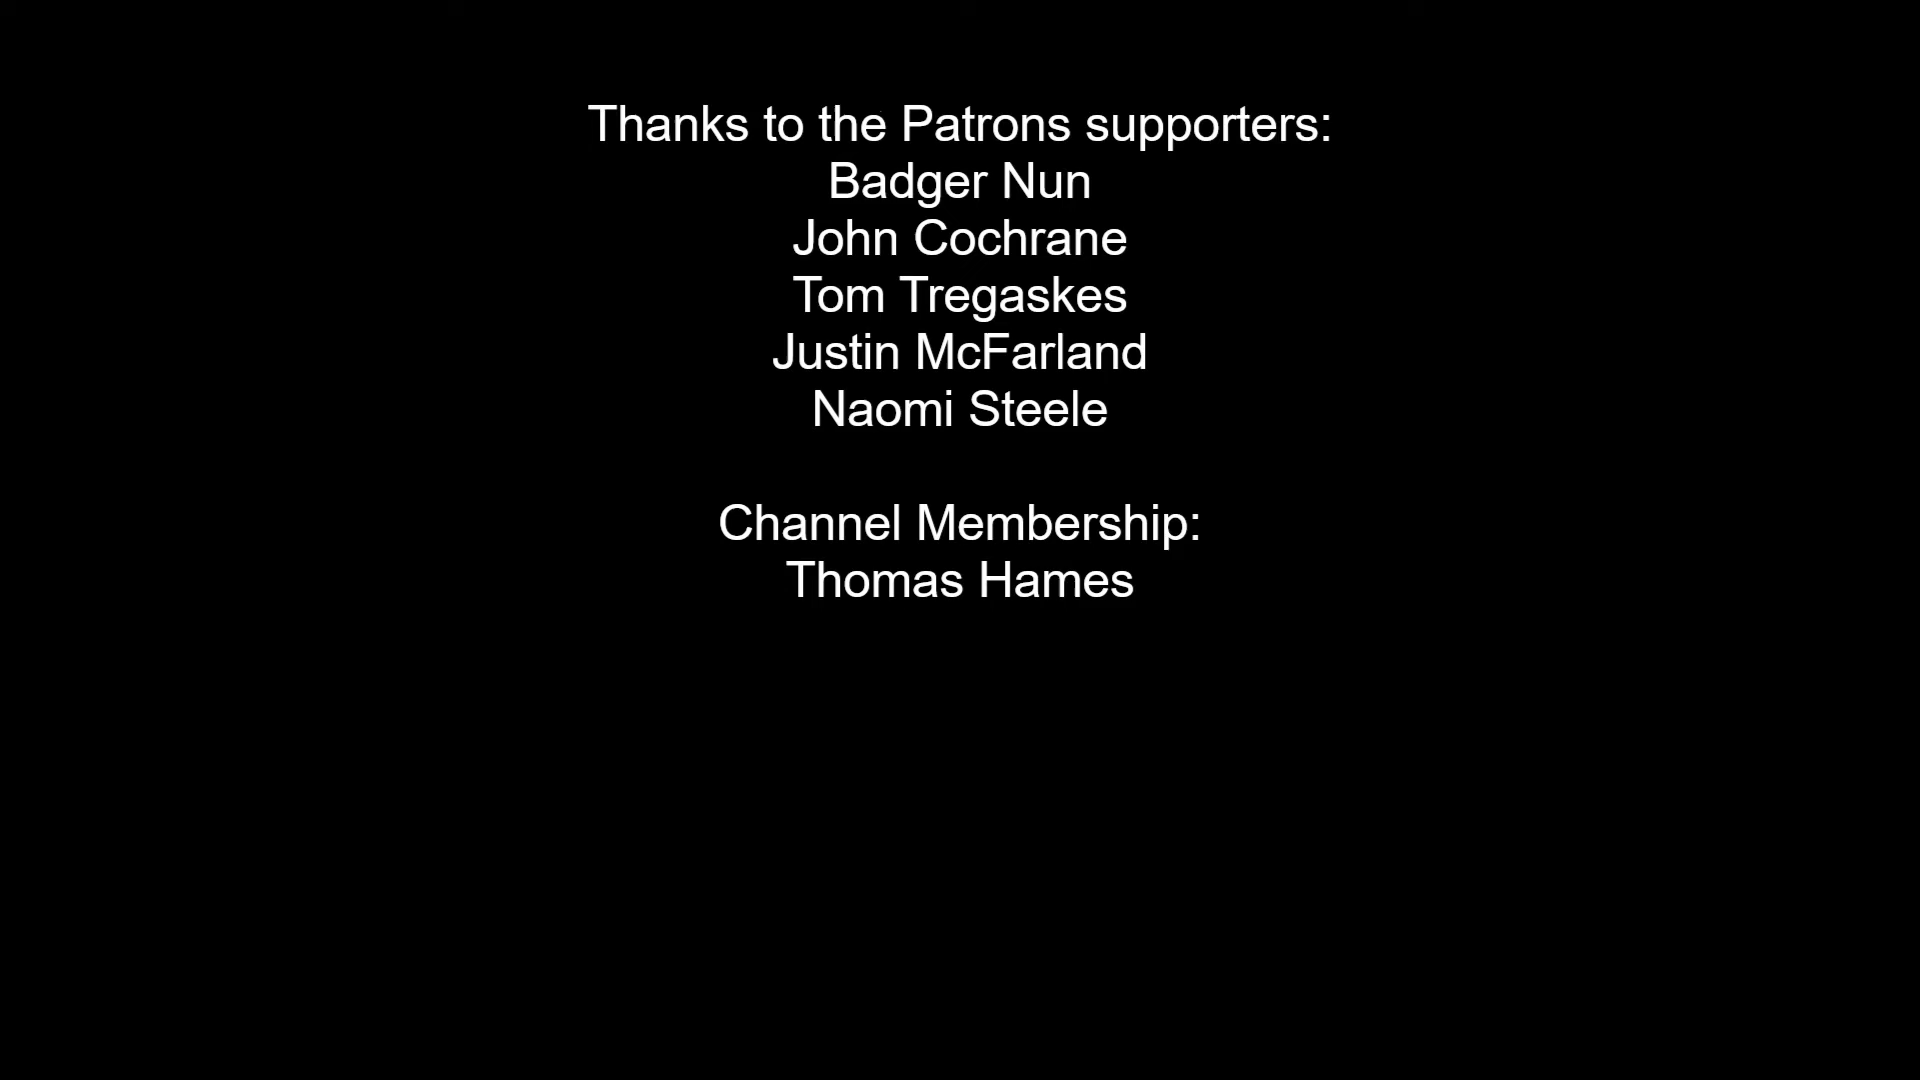 Thanks to the Patrons supporters:
Badger Nun
John Cochrane
Tom Tregaskes
Justin McFarland
Naomi Steele
Channel Membership:
Thomas Hames